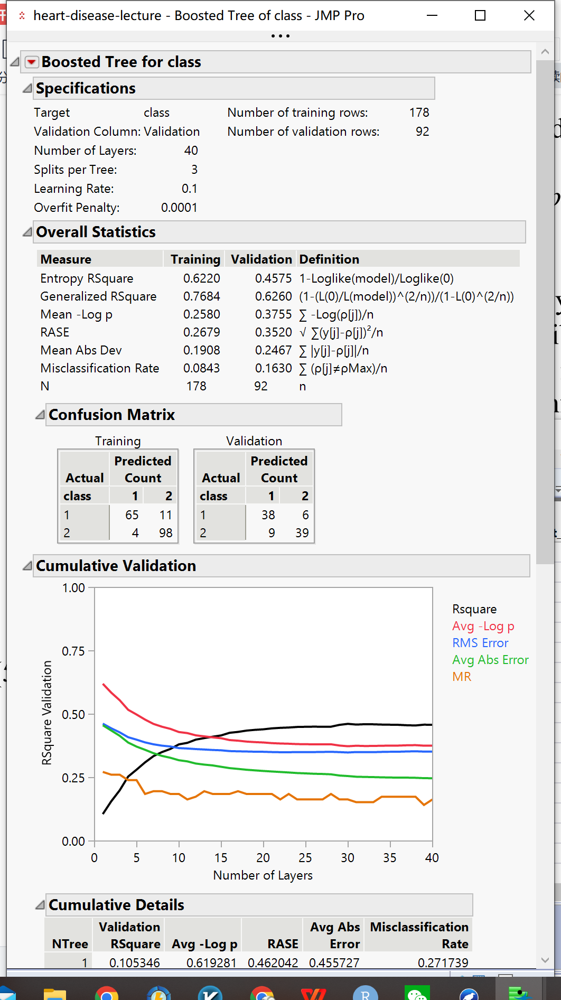 heart-disease-lecture - Boosted Tree of class - JMP Pro
Boosted Tree for class
Specifications
Target class Number of training rows: 178
Validation Column: Validation Number of validation rows: 92
Number of Layers: 40
Splits per Tree: 3
Learning Rate: 0.1
Overfit Penalty: 0.0001
Overall Statistics
Measure Training Validation Definition
Entropy RSquare 0.6220 0.4575 1-Loglike(model)/Loglike(0)
Generalized RSquare 0.7684 0.6260 (1-(L(0)/L(model))^(2/n))/(1-L(0)^(2/n))
Mean -Log p 0.2580 0.3755 ∑ -Log(ρ[j])/n
RASE 0.2679 0.3520 √ ∑(y[j]-ρ[j])²/n
Mean Abs Dev 0.1908 0.2467 ∑ |y[j]-ρ[j]|/n
Misclassification Rate 0.0843 0.1630 ∑ (ρ[j]≠ρMax)/n
N 178 92 n
Confusion Matrix
Training Validation
Predicted Predicted
Actual Count Actual Count
class 1 2 class 1 2
1 65 11 1 38 6
2 4 98 2 9 39
Cumulative Validation
1.00
0.75
0.50
0.25
0.00
RSquare Validation
0 5 10 15 20 25 30 35 40
Number of Layers
Rsquare
Avg -Log p
RMS Error
Avg Abs Error
MR
Cumulative Details
Validation Avg Abs Misclassification
NTree RSquare Avg -Log p RASE Error Rate
1 0.105346 0.619281 0.462042 0.455727 0.271739